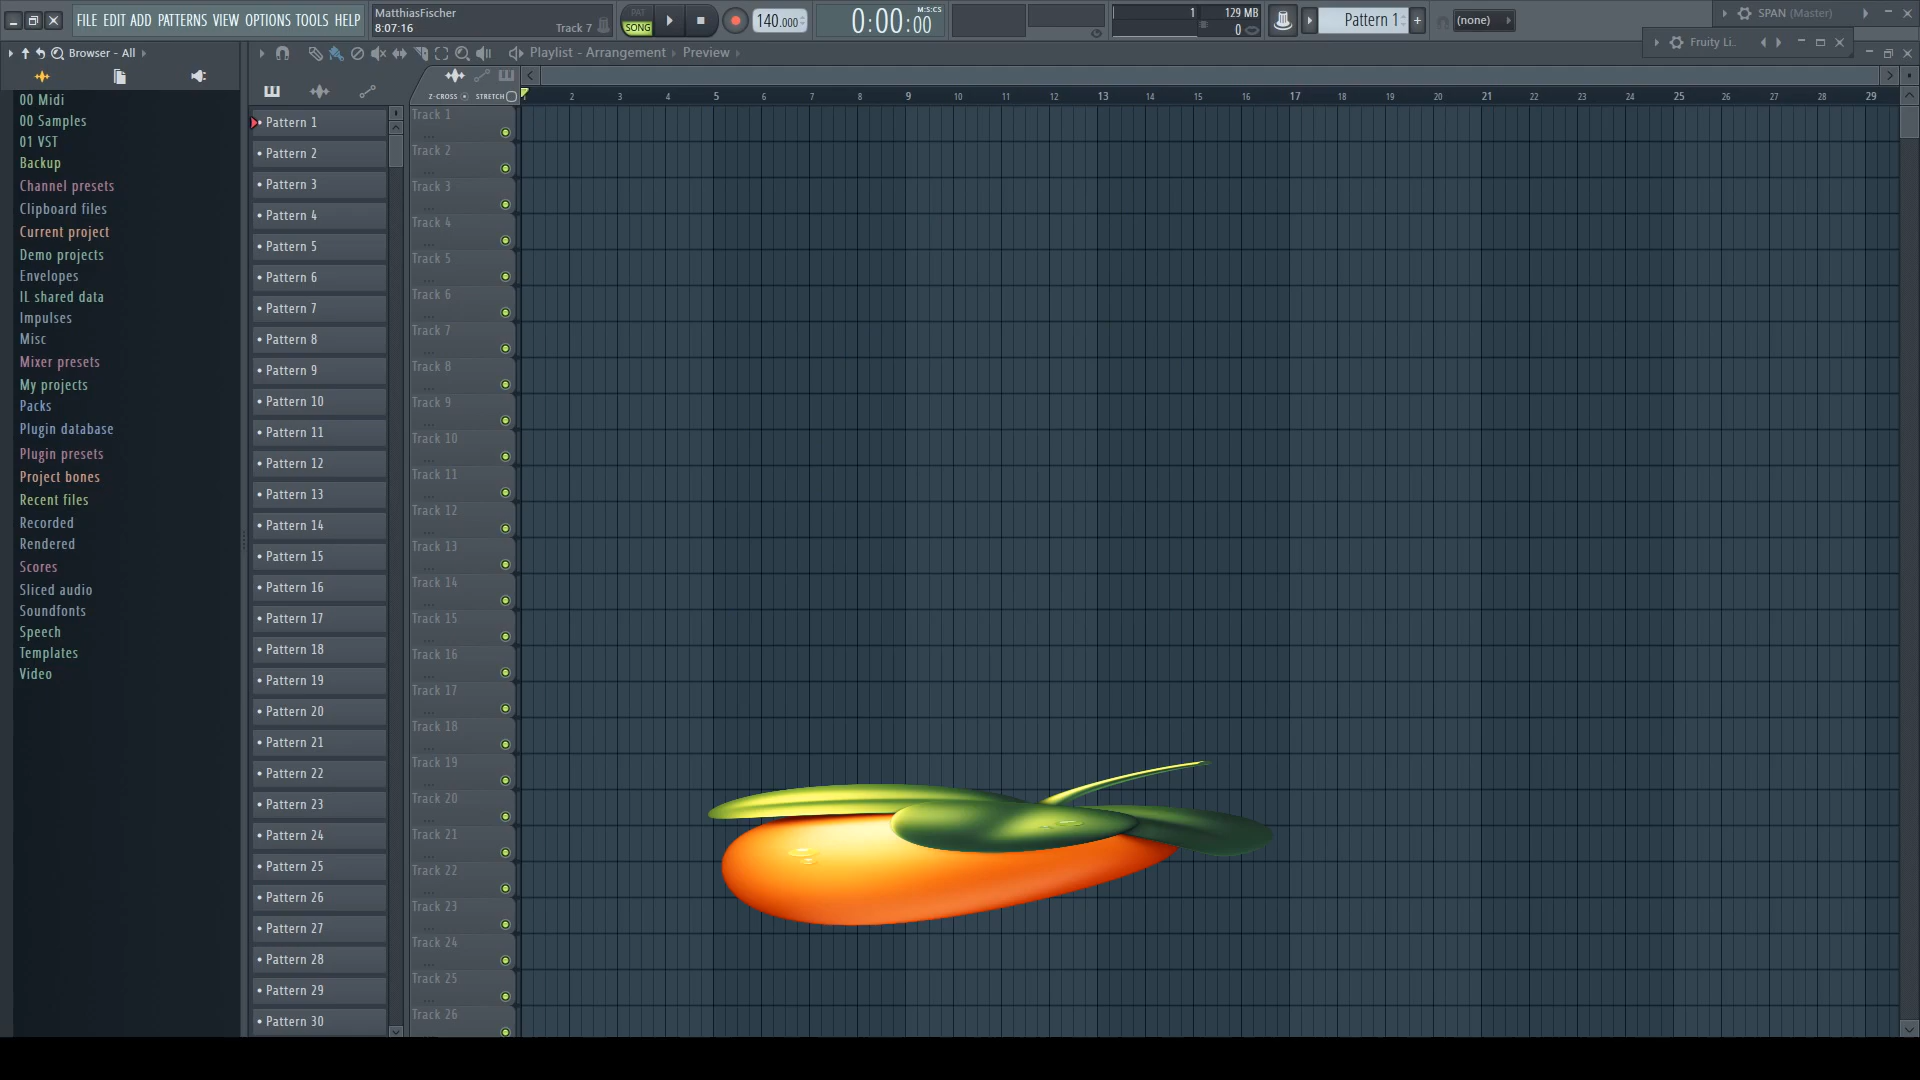 FILE EDIT ADD PATTERNS VIEW OPTIONS TOOLS HELP
MatthiasFischer
8:07:16
Track 7
PAT
SONG
140.000
0:00:00
M:S:CS
1
129 MB
0
Pattern 1
+
(none)
SPAN (Master)
Fruity Li..
Browser - All
Playlist - Arrangement
Preview
Z-CROSS
STRETCH
1 2 3 4 5 6 7 8 9 10 11 12 13 14 15 16 17 18 19 20 21 22 23 24 25 26 27 28 29
00 Midi
00 Samples
01 VST
Backup
Channel presets
Clipboard files
Current project
Demo projects
Envelopes
IL shared data
Impulses
Misc
Mixer presets
My projects
Packs
Plugin database
Plugin presets
Project bones
Recent files
Recorded
Rendered
Scores
Sliced audio
Soundfonts
Speech
Templates
Video
Pattern 1
Pattern 2
Pattern 3
Pattern 4
Pattern 5
Pattern 6
Pattern 7
Pattern 8
Pattern 9
Pattern 10
Pattern 11
Pattern 12
Pattern 13
Pattern 14
Pattern 15
Pattern 16
Pattern 17
Pattern 18
Pattern 19
Pattern 20
Pattern 21
Pattern 22
Pattern 23
Pattern 24
Pattern 25
Pattern 26
Pattern 27
Pattern 28
Pattern 29
Pattern 30
Track 1
Track 2
Track 3
Track 4
Track 5
Track 6
Track 7
Track 8
Track 9
Track 10
Track 11
Track 12
Track 13
Track 14
Track 15
Track 16
Track 17
Track 18
Track 19
Track 20
Track 21
Track 22
Track 23
Track 24
Track 25
Track 26